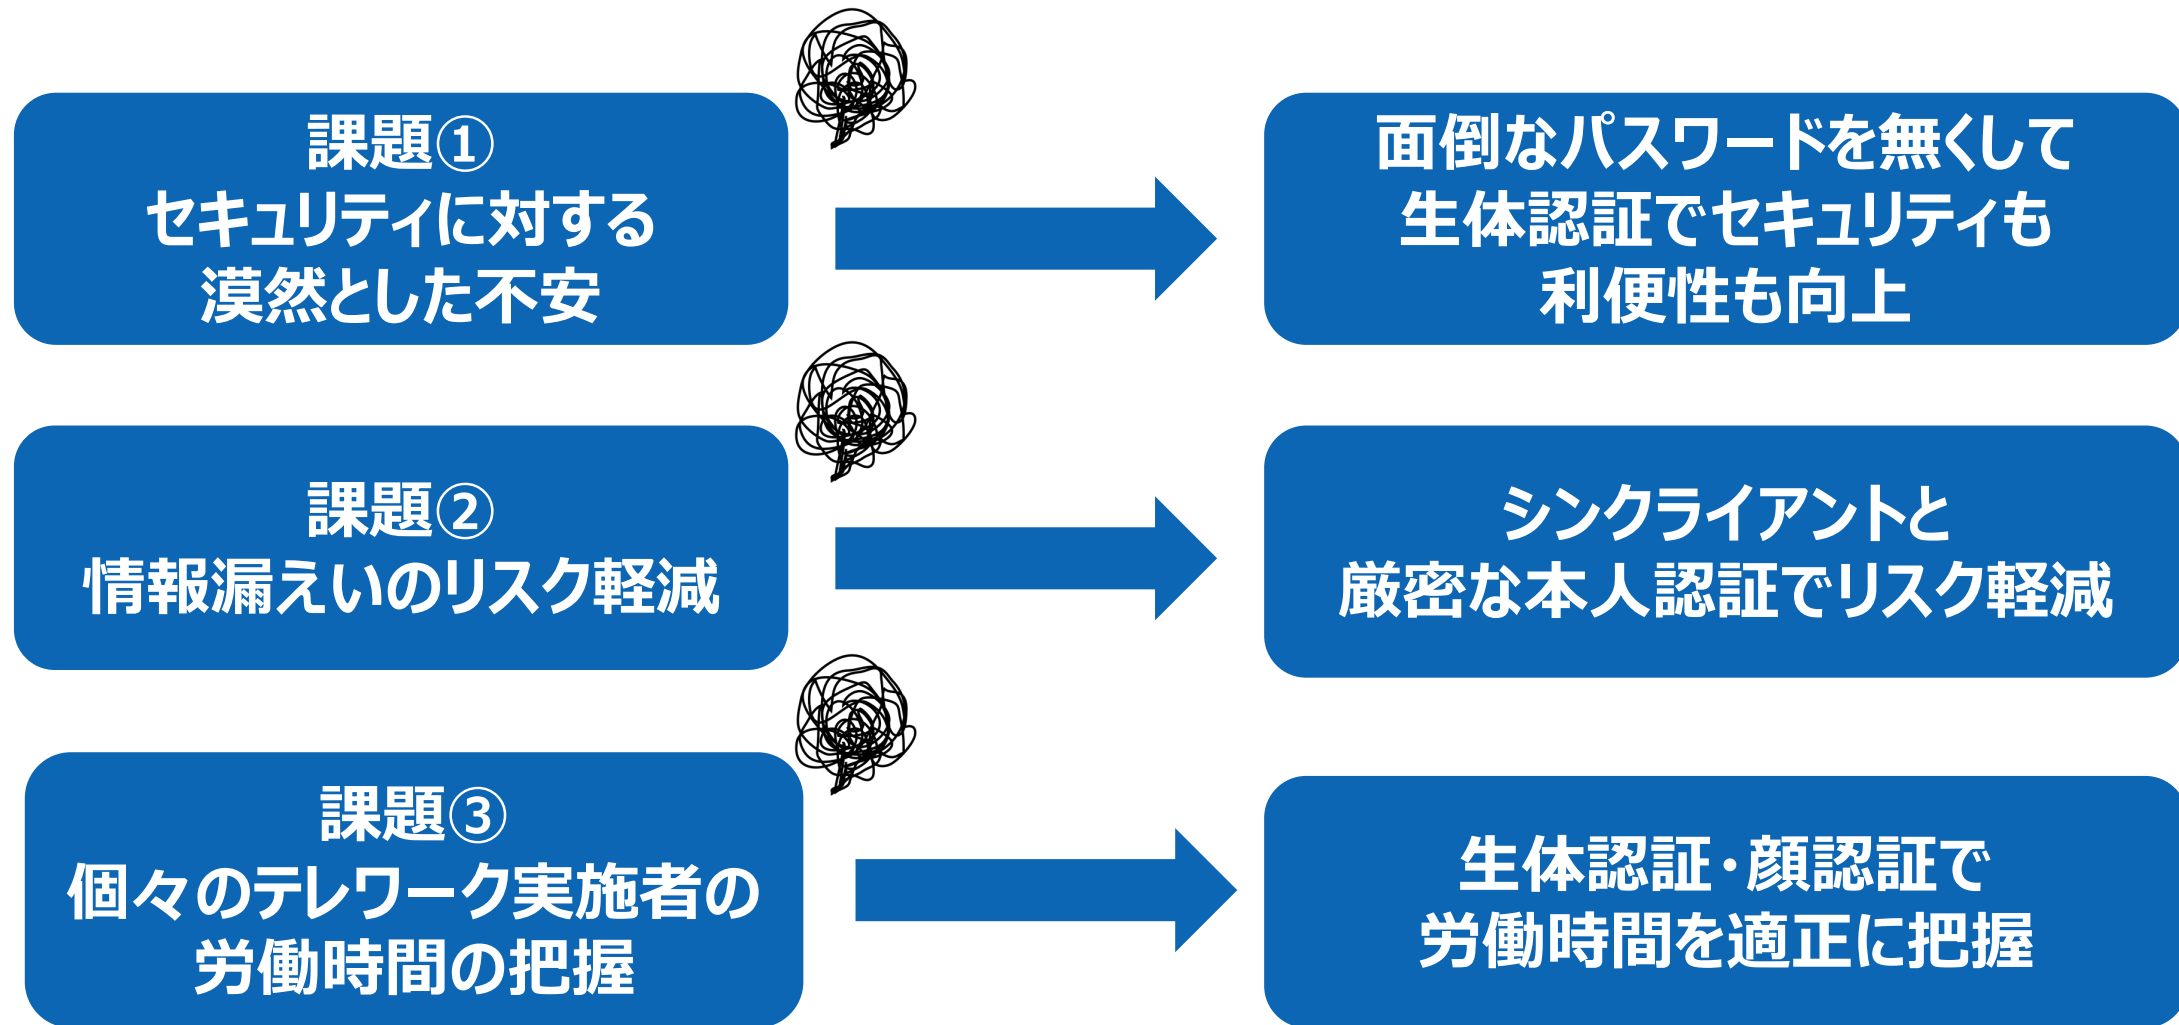 課題①
セキュリティに対する
漠然とした不安
面倒なパスワードを無くして
生体認証でセキュリティも
利便性も向上
課題②
情報漏えいのリスク軽減
シンクライアントと
厳密な本人認証でリスク軽減
課題③
個々のテレワーク実施者の
労働時間の把握
生体認証・顔認証で
労働時間を適正に把握